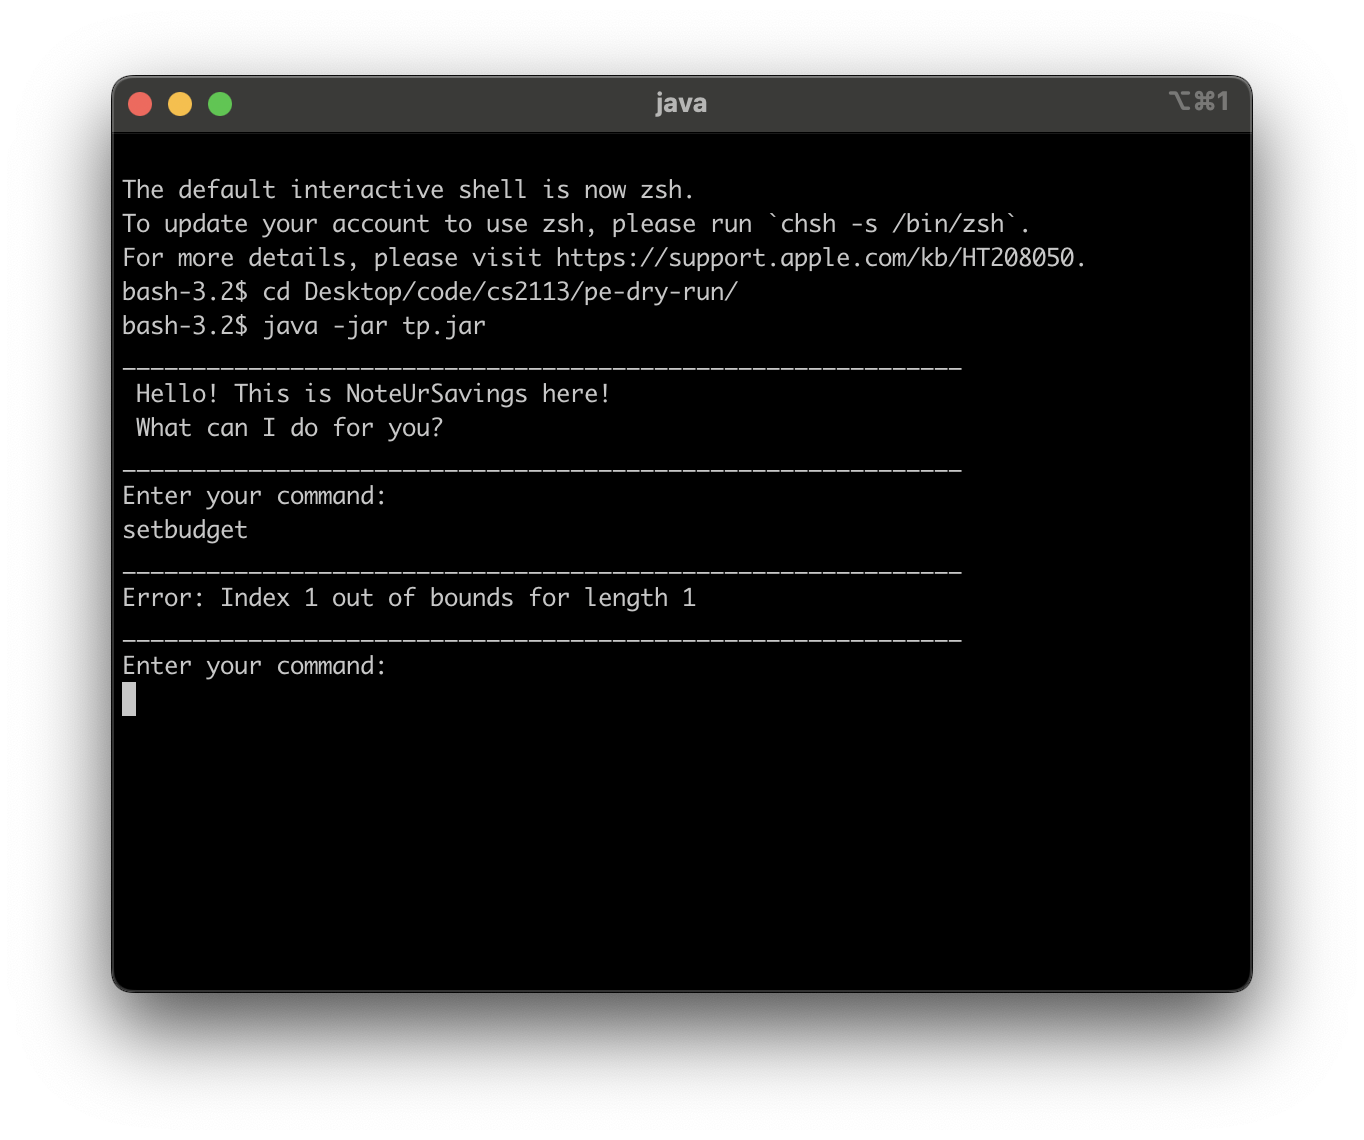 java
⌥⌘1
The default interactive shell is now zsh.
To update your account to use zsh, please run `chsh -s /bin/zsh`.
For more details, please visit https://support.apple.com/kb/HT208050.
bash-3.2$ cd Desktop/code/cs2113/pe-dry-run/
bash-3.2$ java -jar tp.jar
____________________________________________________________
 Hello! This is NoteUrSavings here!
 What can I do for you?
____________________________________________________________
Enter your command:
setbudget
____________________________________________________________
Error: Index 1 out of bounds for length 1
____________________________________________________________
Enter your command: